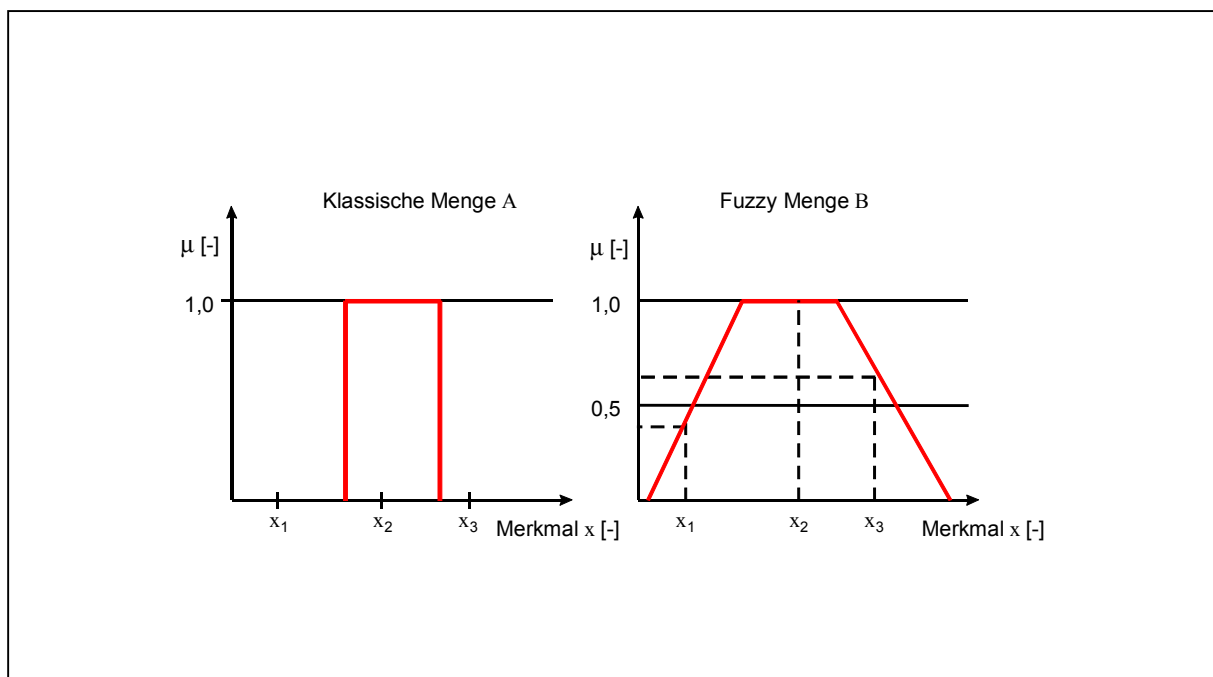 Klassische Menge A
μ [-]
1,0
x1
x2
x3
Merkmal x [-]
Fuzzy Menge B
μ [-]
1,0
0,5
x1
x2
x3
Merkmal x [-]